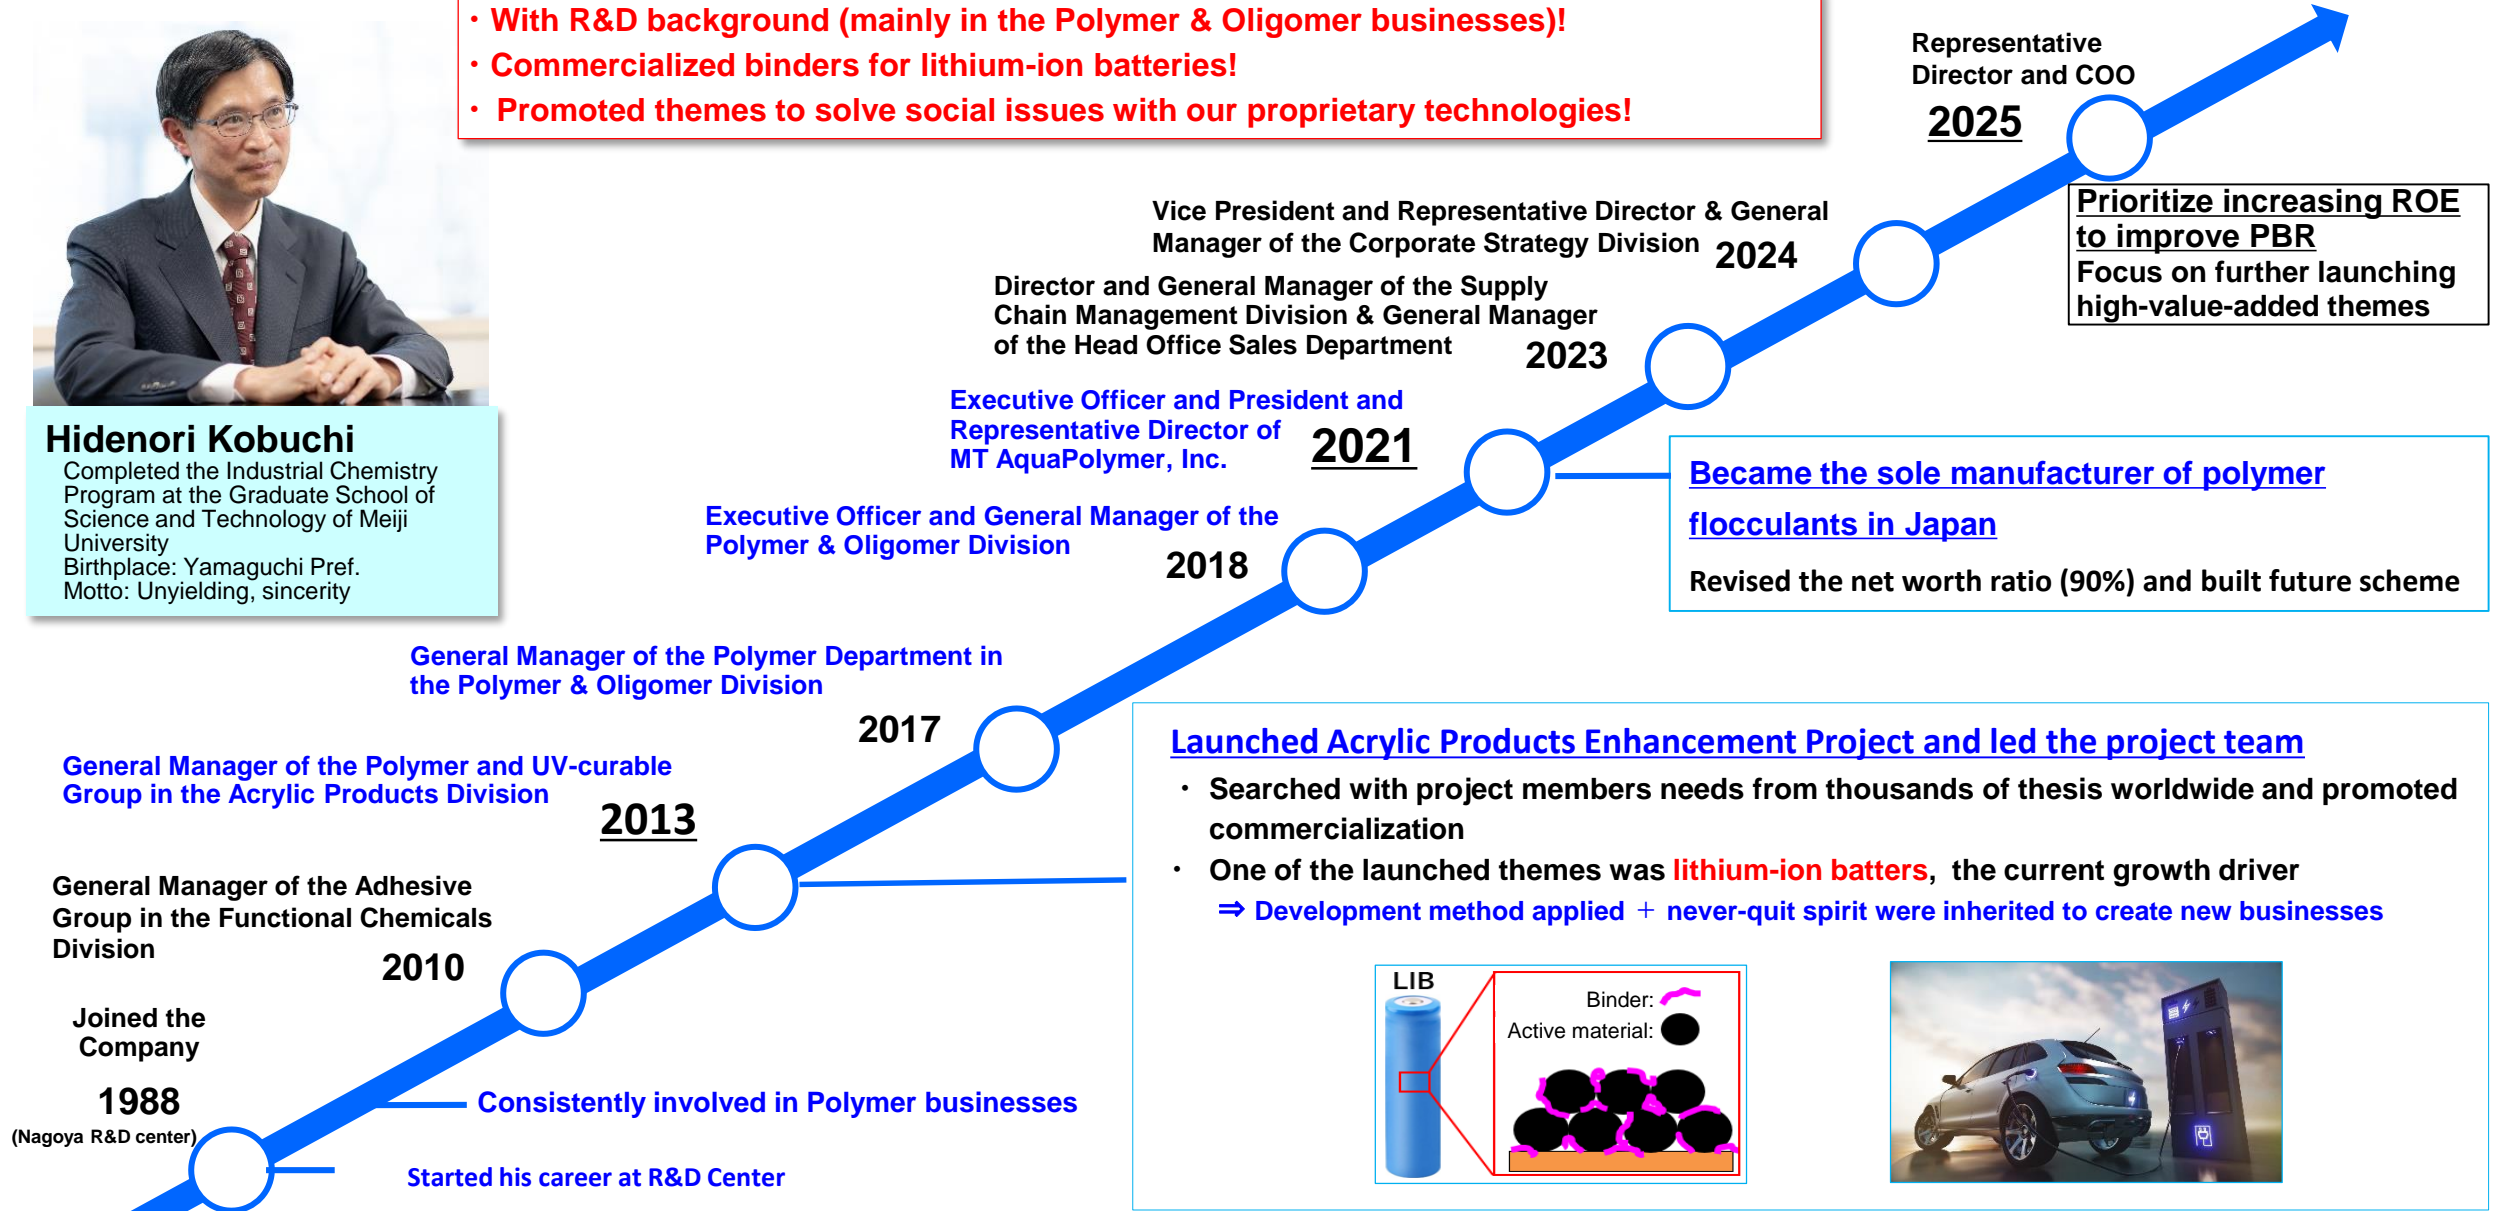 ・With R&D background (mainly in the Polymer & Oligomer businesses)!
・Commercialized binders for lithium-ion batteries!
・ Promoted themes to solve social issues with our proprietary technologies!
Representative
Director and COO
2025
Prioritize increasing ROE
to improve PBR
Focus on further launching
high-value-added themes
Vice President and Representative Director & General
Manager of the Corporate Strategy Division
2024
Director and General Manager of the Supply
Chain Management Division & General Manager
of the Head Office Sales Department
2023
Executive Officer and President and
Representative Director of
MT AquaPolymer, Inc.
2021
Became the sole manufacturer of polymer
flocculants in Japan
Revised the net worth ratio (90%) and built future scheme
Hidenori Kobuchi
Completed the Industrial Chemistry
Program at the Graduate School of
Science and Technology of Meiji
University
Birthplace: Yamaguchi Pref.
Motto: Unyielding, sincerity
Executive Officer and General Manager of the
Polymer & Oligomer Division
2018
General Manager of the Polymer Department in
the Polymer & Oligomer Division
2017
General Manager of the Polymer and UV-curable
Group in the Acrylic Products Division
2013
Launched Acrylic Products Enhancement Project and led the project team
・ Searched with project members needs from thousands of thesis worldwide and promoted
commercialization
・ One of the launched themes was lithium-ion batters, the current growth driver
⇒ Development method applied + never-quit spirit were inherited to create new businesses
LIB
Binder:
Active material:
General Manager of the Adhesive
Group in the Functional Chemicals
Division
2010
Joined the
Company
1988
(Nagoya R&D center)
Consistently involved in Polymer businesses
Started his career at R&D Center